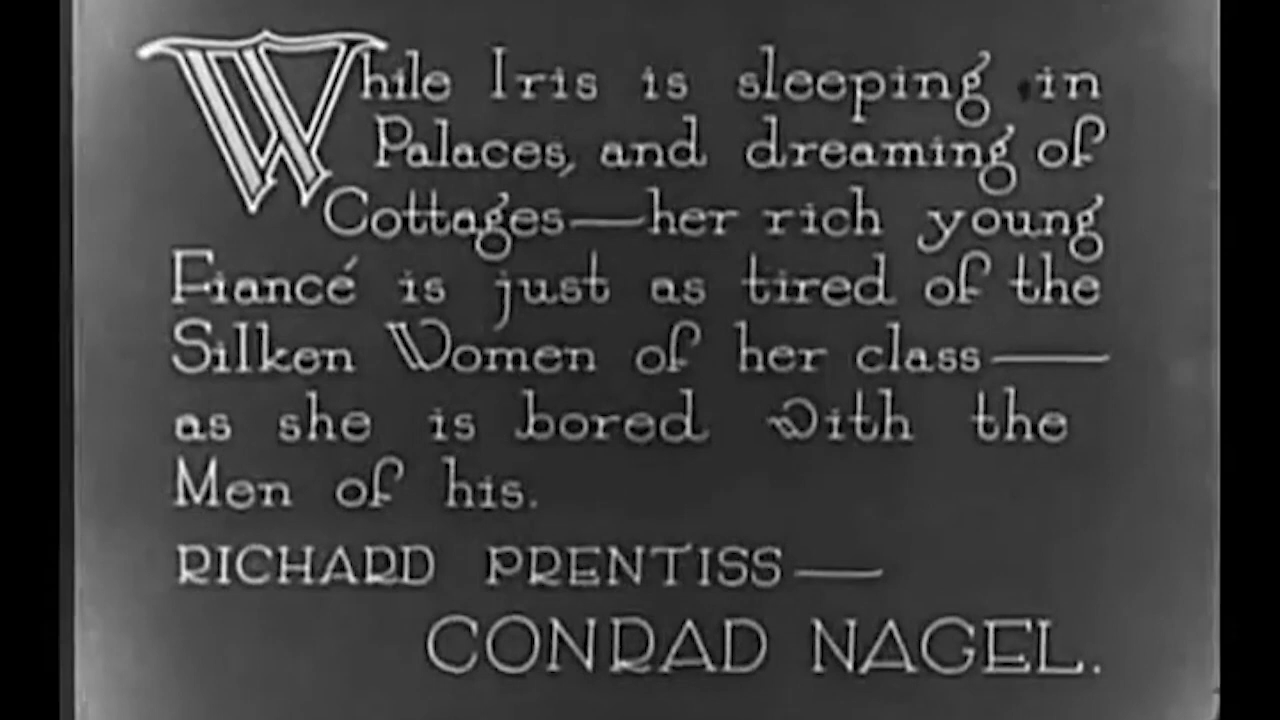 While Iris is sleeping in
Palaces, and dreaming of
Cottages—her rich young
Fiancé is just as tired of the
Silken Women of her class—
as she is bored with the
Men of his.
RICHARD PRENTISS—
CONRAD NAGEL.